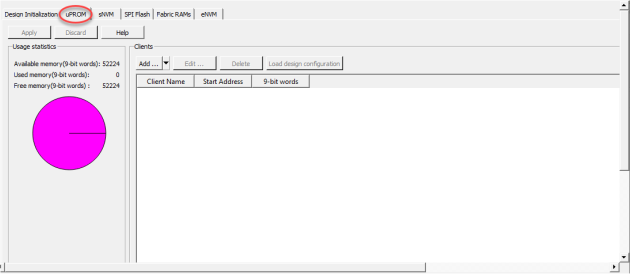 Design Initialization uPROM sNVM SPI Flash Fabric RAMs eNVM
Apply Discard Help
Usage statistics
Available memory(9-bit words): 52224
Used memory(9-bit words): 0
Free memory(9-bit words) : 52224
Clients
Add ... Edit ... Delete Load design configuration
Client Name Start Address 9-bit words